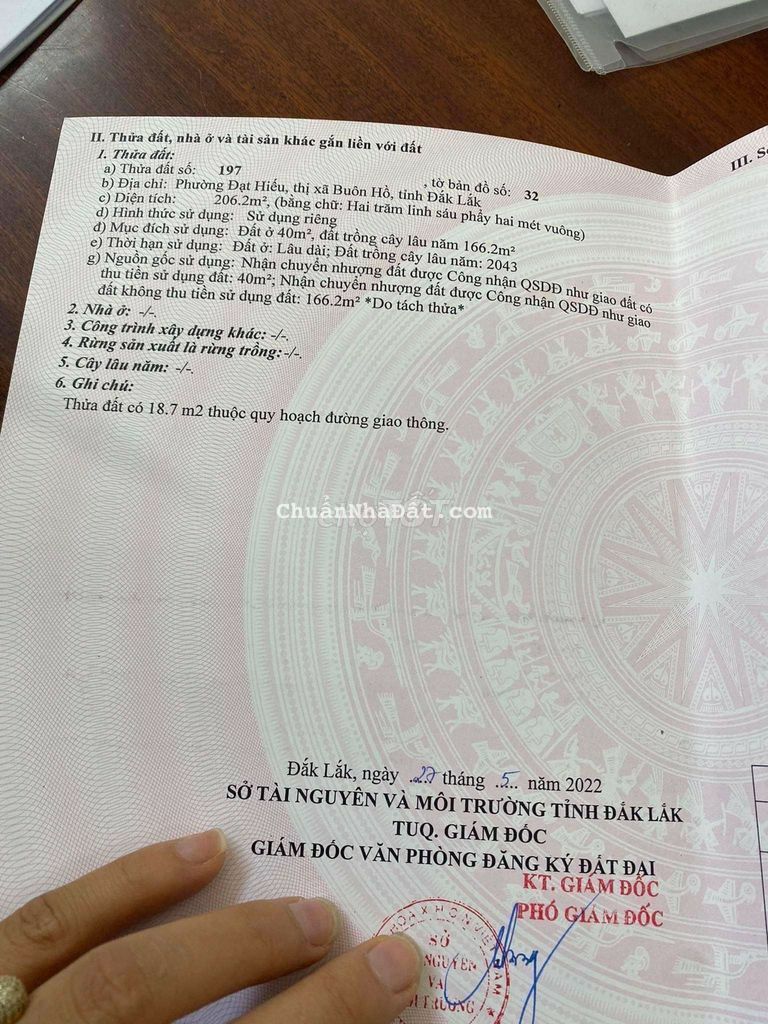 II. Thửa đất, nhà ở và tài sản khác gắn liền với đất
1. Thửa đất:
a) Thửa đất số: 197 , tờ bản đồ số: 32
b) Địa chỉ: Phường Đạt Hiếu, thị xã Buôn Hồ, tỉnh Đắk Lắk
c) Diện tích: 206.2m², (bằng chữ: Hai trăm linh sáu phẩy hai mét vuông)
d) Hình thức sử dụng: Sử dụng riêng
đ) Mục đích sử dụng: Đất ở 40m², đất trồng cây lâu năm 166.2m²
e) Thời hạn sử dụng: Đất ở: Lâu dài; Đất trồng cây lâu năm: 2043
g) Nguồn gốc sử dụng: Nhận chuyển nhượng đất được Công nhận QSDĐ như giao đất có
thu tiền sử dụng đất: 40m²; Nhận chuyển nhượng đất được Công nhận QSDĐ như giao
đất không thu tiền sử dụng đất: 166.2m² *Do tách thửa*
2. Nhà ở: -/-.
3. Công trình xây dựng khác: -/-.
4. Rừng sản xuất là rừng trồng: -/-.
5. Cây lâu năm: -/-.
6. Ghi chú:
Thửa đất có 18.7 m2 thuộc quy hoạch đường giao thông.
III. S
ChuẩnNhàĐất.com
Đắk Lắk, ngày 27 tháng 5 năm 2022
SỞ TÀI NGUYÊN VÀ MÔI TRƯỜNG TỈNH ĐẮK LẮK
TUQ. GIÁM ĐỐC
GIÁM ĐỐC VĂN PHÒNG ĐĂNG KÝ ĐẤT ĐAI
KT. GIÁM ĐỐC
PHÓ GIÁM ĐỐC
SỞ
NGUYÊN
VÀ
TRƯỜNG